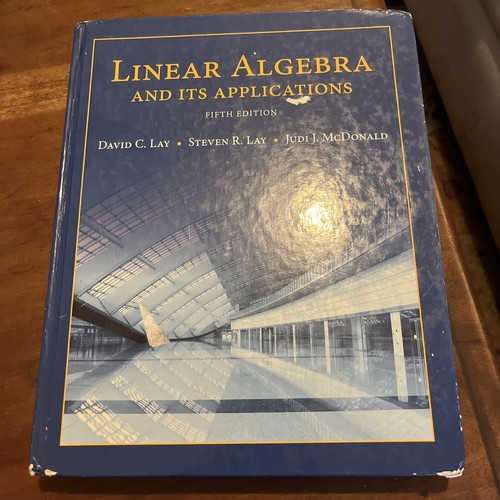 LINEAR ALGEBRA
AND ITS APPLICATIONS
FIFTH EDITION
DAVID C. LAY • STEVEN R. LAY • JUDI J. MCDONALD